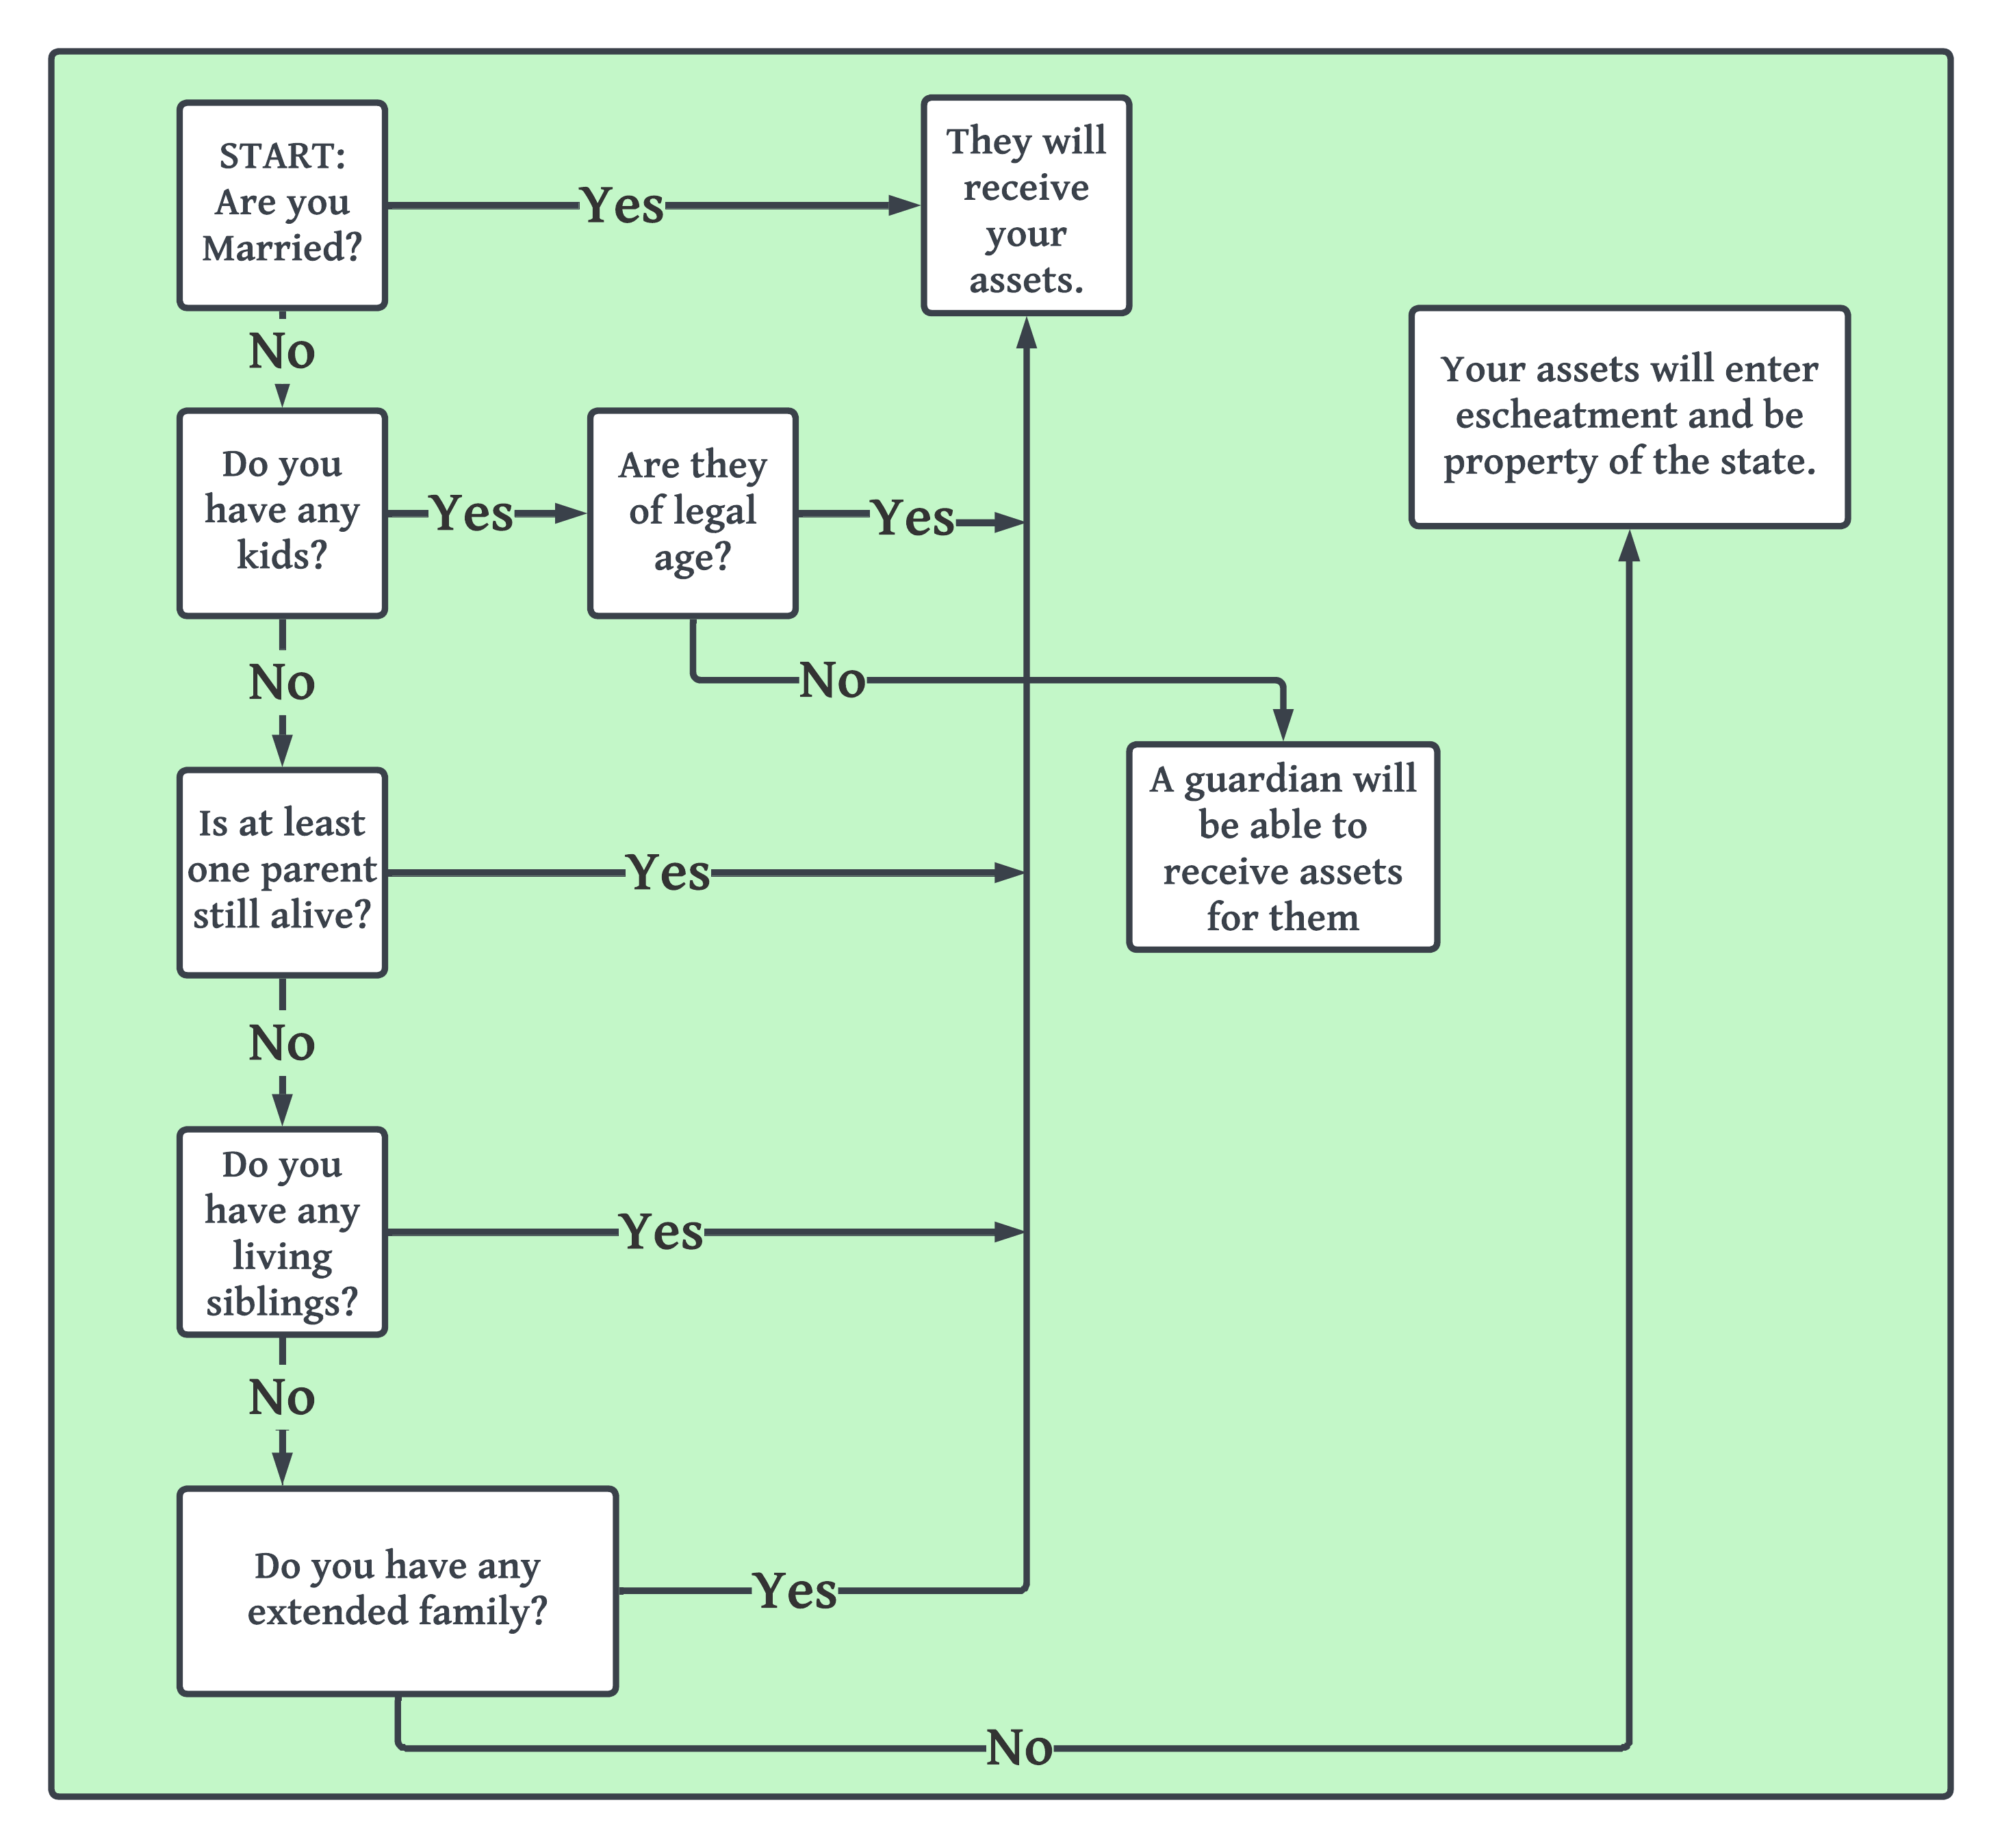 START:
Are you
Married?
Yes
They will
receive
your
assets.
No
Do you
have any
kids?
Yes
Are they
of legal
age?
Yes
Your assets will enter
escheatment and be
property of the state.
No
No
A guardian will
be able to
receive assets
for them
Is at least
one parent
still alive?
Yes
No
Do you
have any
living
siblings?
Yes
No
Do you have any
extended family?
Yes
No